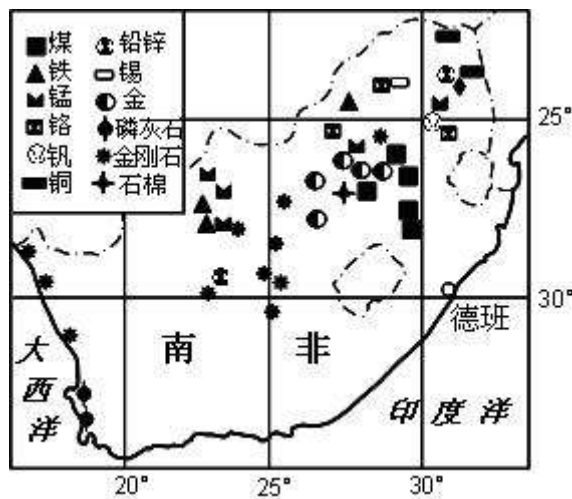 煤 铅锌
铁 锡
锰 金
铬 磷灰石
钒 金刚石
铜 石棉
25°
30°
德班
南非
大西洋
印度洋
20° 25° 30°